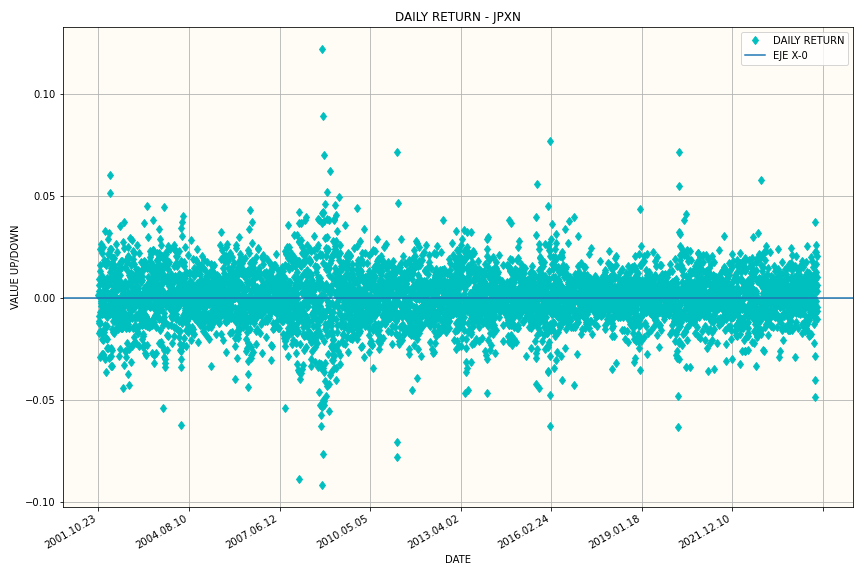 DAILY RETURN - JPXN
DAILY RETURN
EJE X-0
0.10
0.05
0.00
−0.05
−0.10
VALUE UP/DOWN
2001.10.23
2004.08.10
2007.06.12
2010.05.05
2013.04.02
2016.02.24
2019.01.18
2021.12.10
DATE